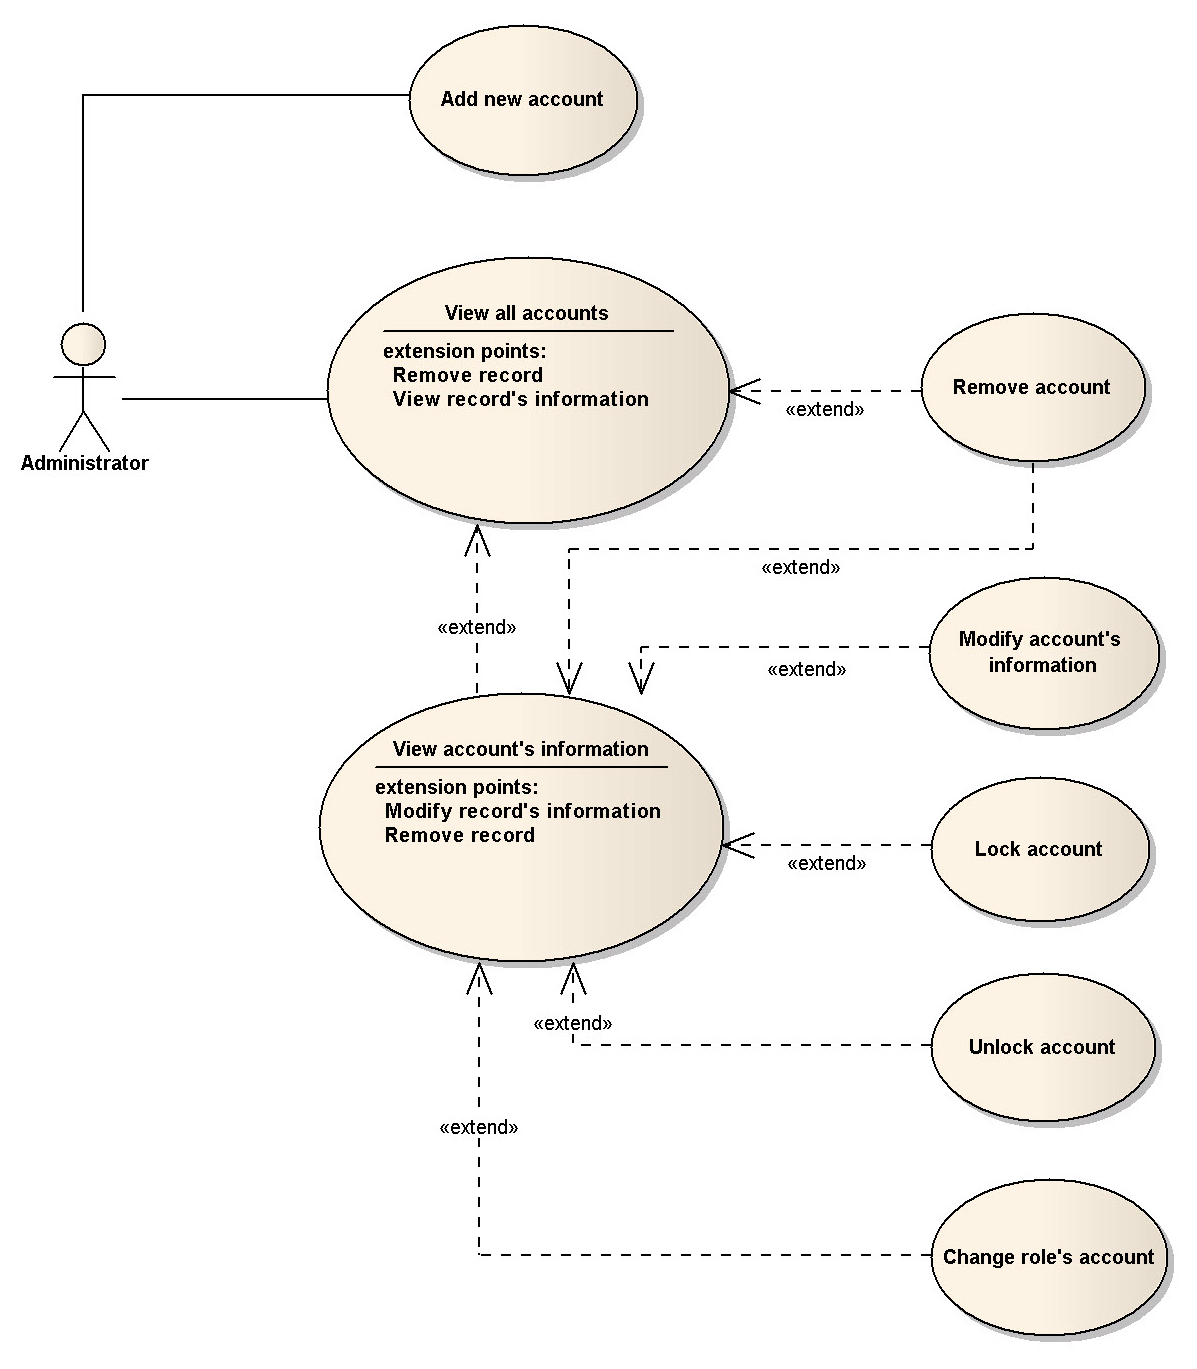 Add new account
View all accounts
extension points:
Remove record
View record's information
Remove account
«extend»
Administrator
«extend»
«extend»
Modify account's
information
«extend»
View account's information
extension points:
Modify record's information
Remove record
Lock account
«extend»
«extend»
Unlock account
«extend»
Change role's account